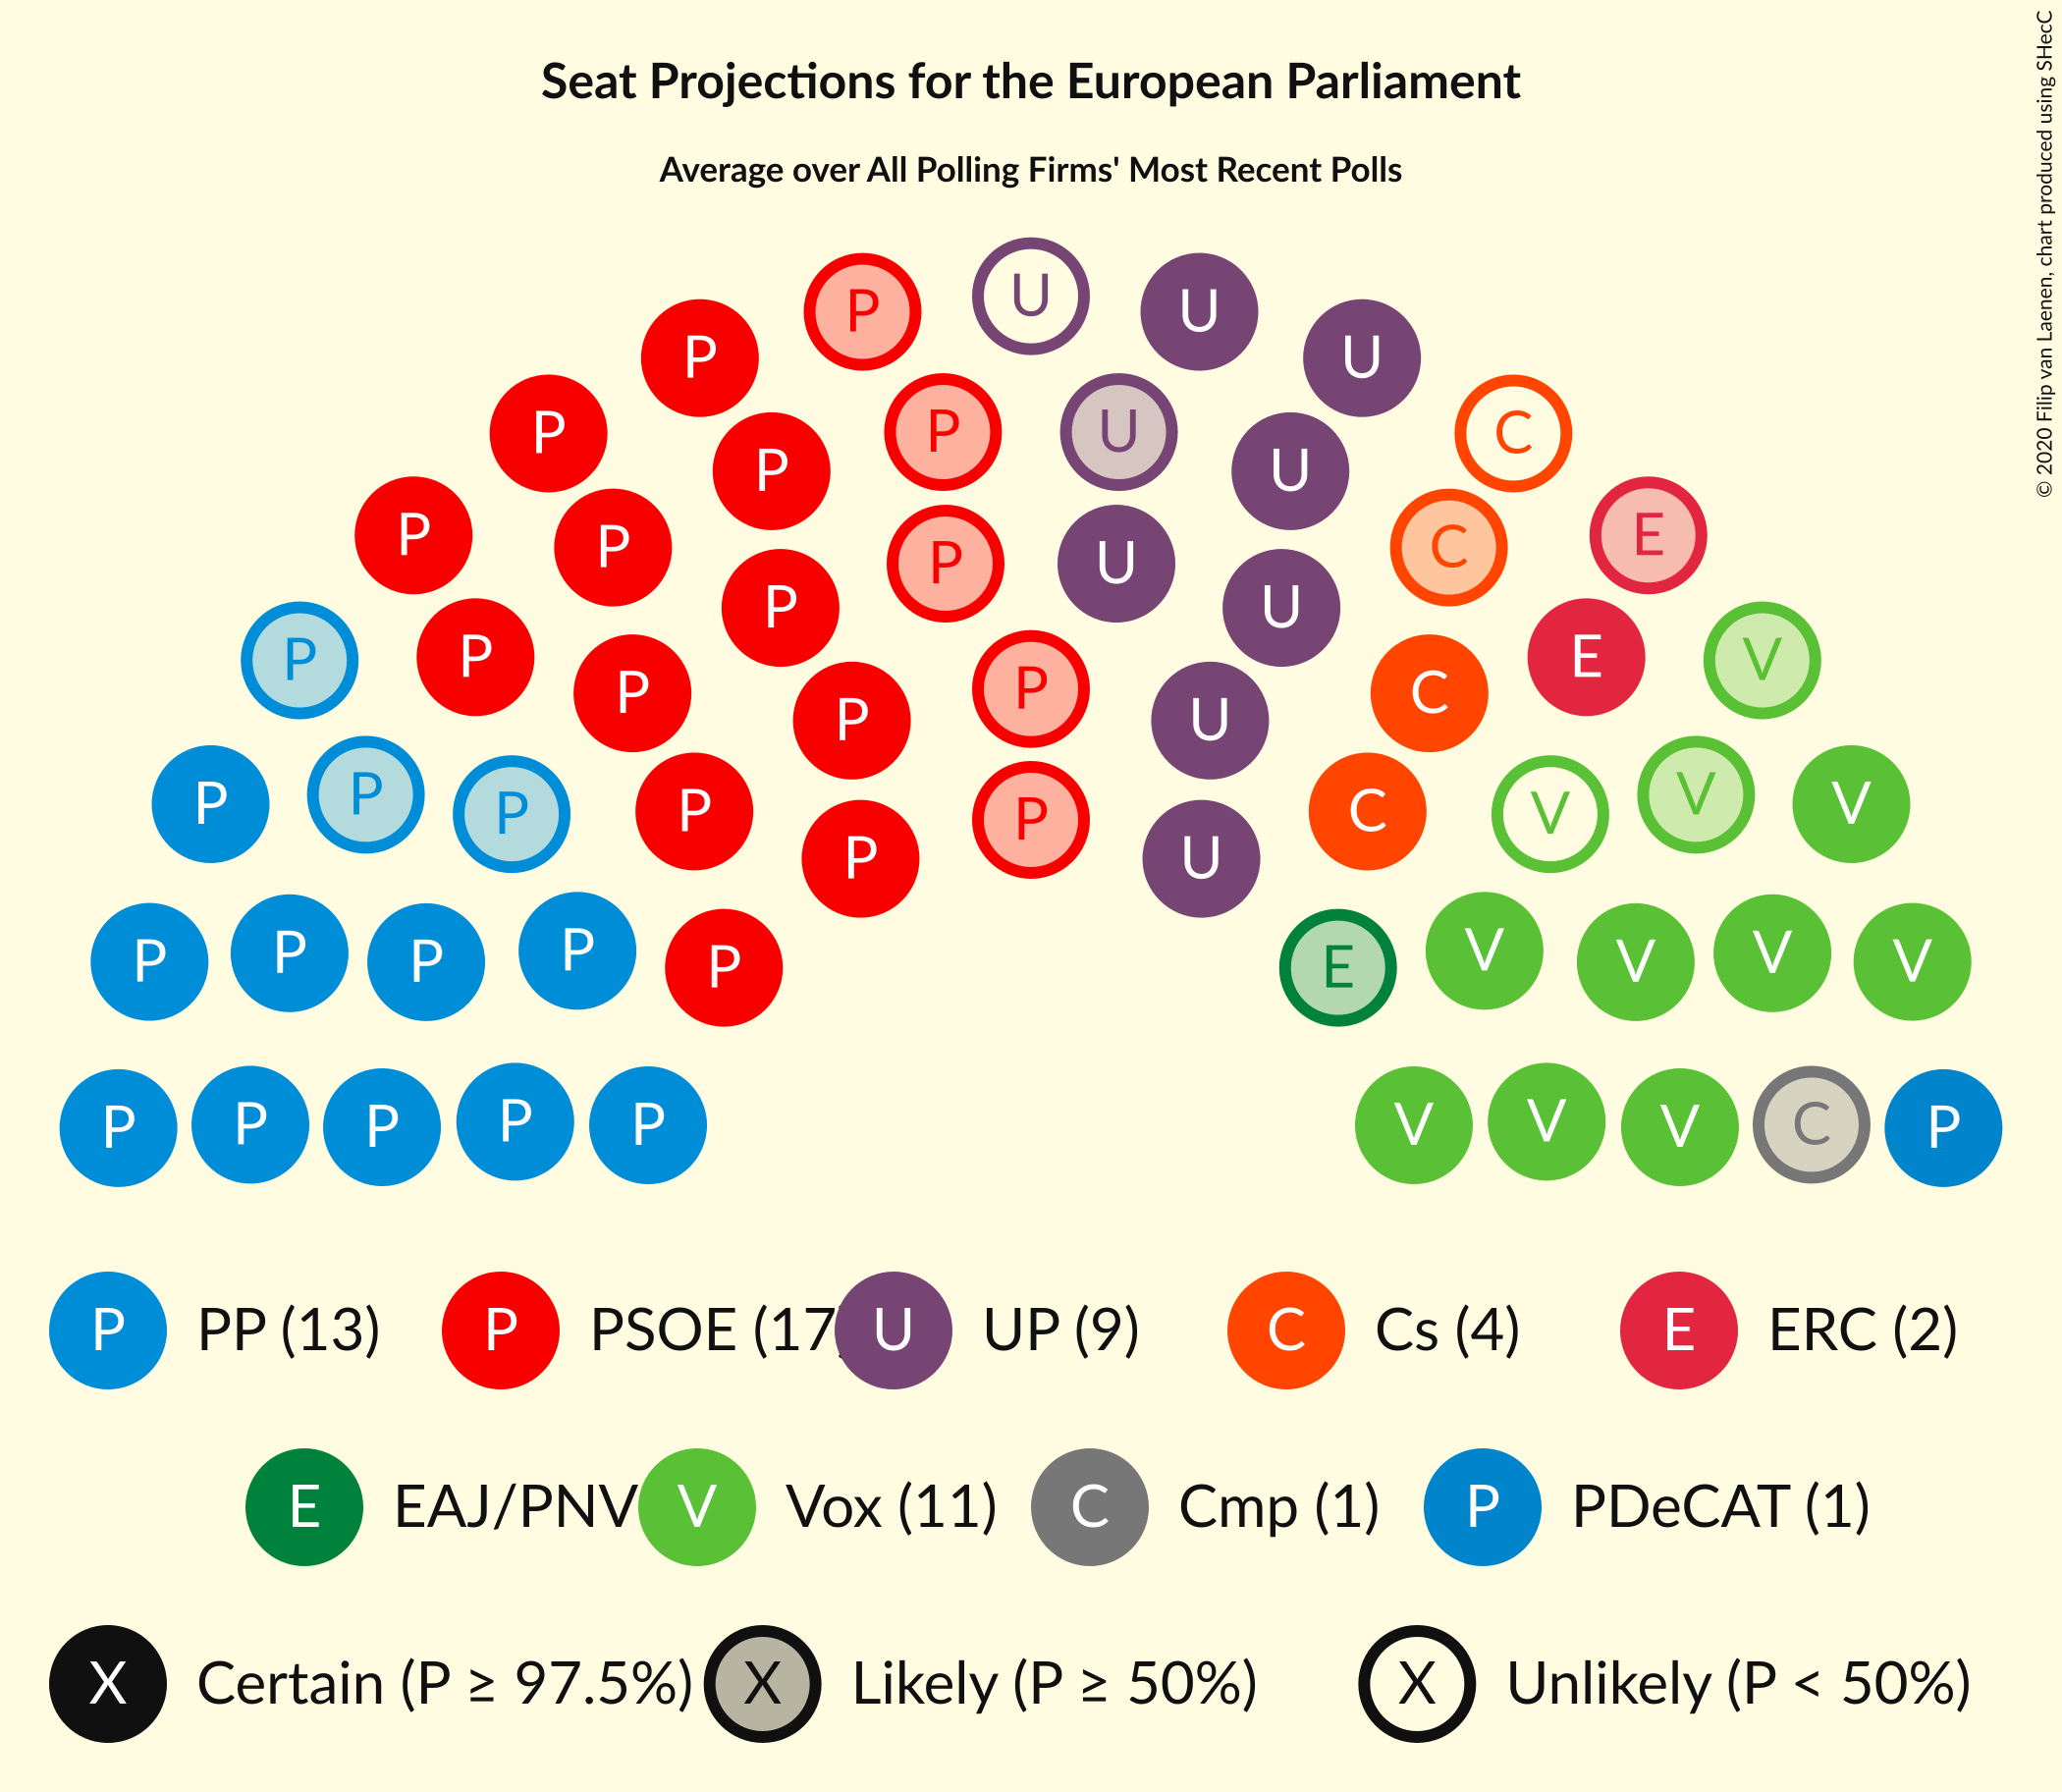 Seat Projections for the European Parliament
Average over All Polling Firms' Most Recent Polls
© 2020 Filip van Laenen, chart produced using SHecC
U
P U
P U
P U
P C
P U
P U
P E
P C
P U
P U
P V
P E
P C
P
P U
P V
P V
P C
P V
P
P U
P V
P V
P V
P V
P E
P V
P V
P V
P C
P P
P PP (13) P PSOE (17 U UP (9) C Cs (4) E ERC (2)
E EAJ/PNV V Vox (11) C Cmp (1) P PDeCAT (1)
X Certain (P ≥ 97.5%) X Likely (P ≥ 50%) X Unlikely (P < 50%)